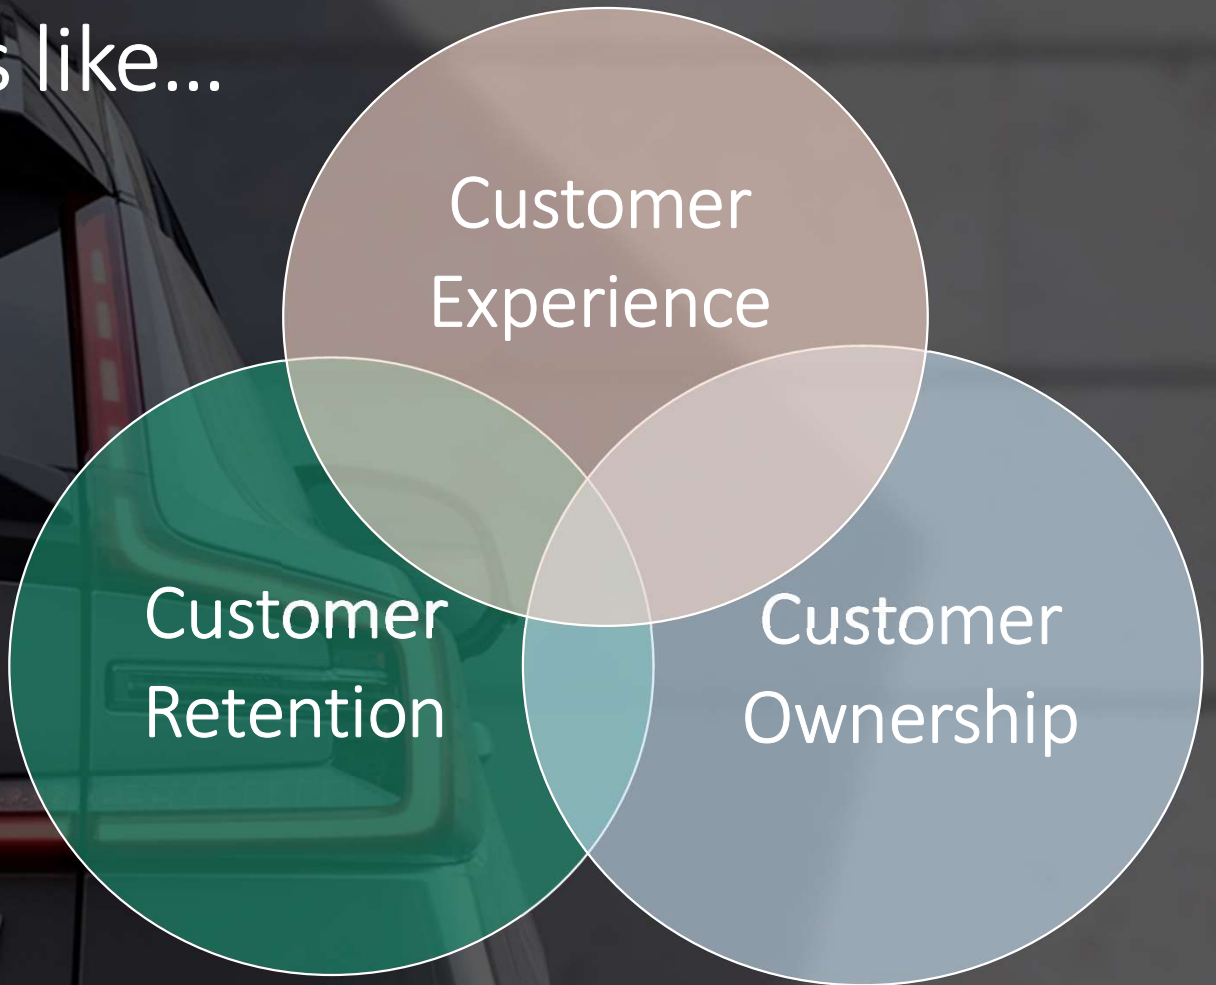 s like...
Customer
Experience
Customer
Retention
Customer
Ownership